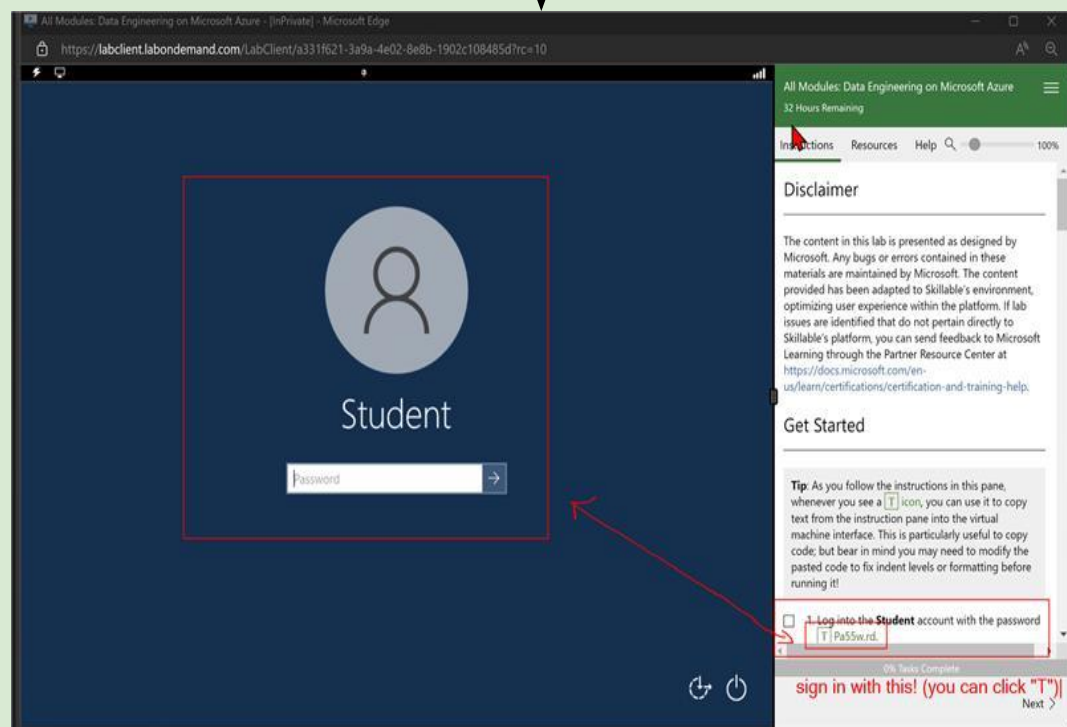 All Modules: Data Engineering on Microsoft Azure - [InPrivate] - Microsoft Edge
https://labclient.labondemand.com/LabClient/a331f621-3a9a-4e02-8e8b-1902c108485d?rc=10
All Modules: Data Engineering on Microsoft Azure
32 Hours Remaining
Instructions Resources Help 100%
Disclaimer
The content in this lab is presented as designed by
Microsoft. Any bugs or errors contained in these
materials are maintained by Microsoft. The content
provided has been adapted to Skillable's environment,
optimizing user experience within the platform. If lab
issues are identified that do not pertain directly to
Skillable's platform, you can send feedback to Microsoft
Learning through the Partner Resource Center at
https://docs.microsoft.com/en-
us/learn/certifications/certification-and-training-help.
Get Started
Tip: As you follow the instructions in this pane,
whenever you see a T icon, you can use it to copy
text from the instruction pane into the virtual
machine interface. This is particularly useful to copy
code; but bear in mind you may need to modify the
pasted code to fix indent levels or formatting before
running it!
1. Log into the Student account with the password
T Pa55w.rd.
0% Tasks Complete
sign in with this! (you can click "T")
Next >
Student
Password